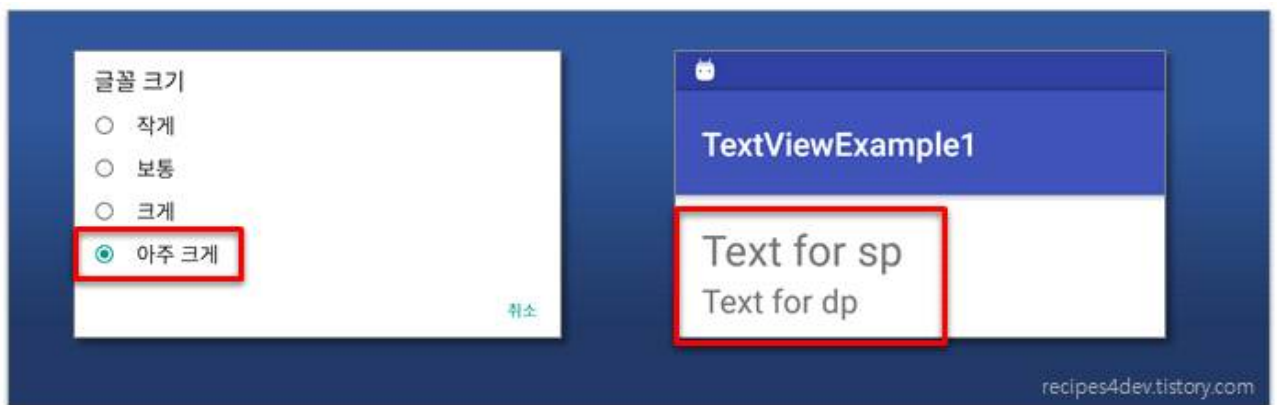 글꼴 크기
작게
보통
크게
아주 크게
취소
TextViewExample1
Text for sp
Text for dp
recipes4dev.tistory.com